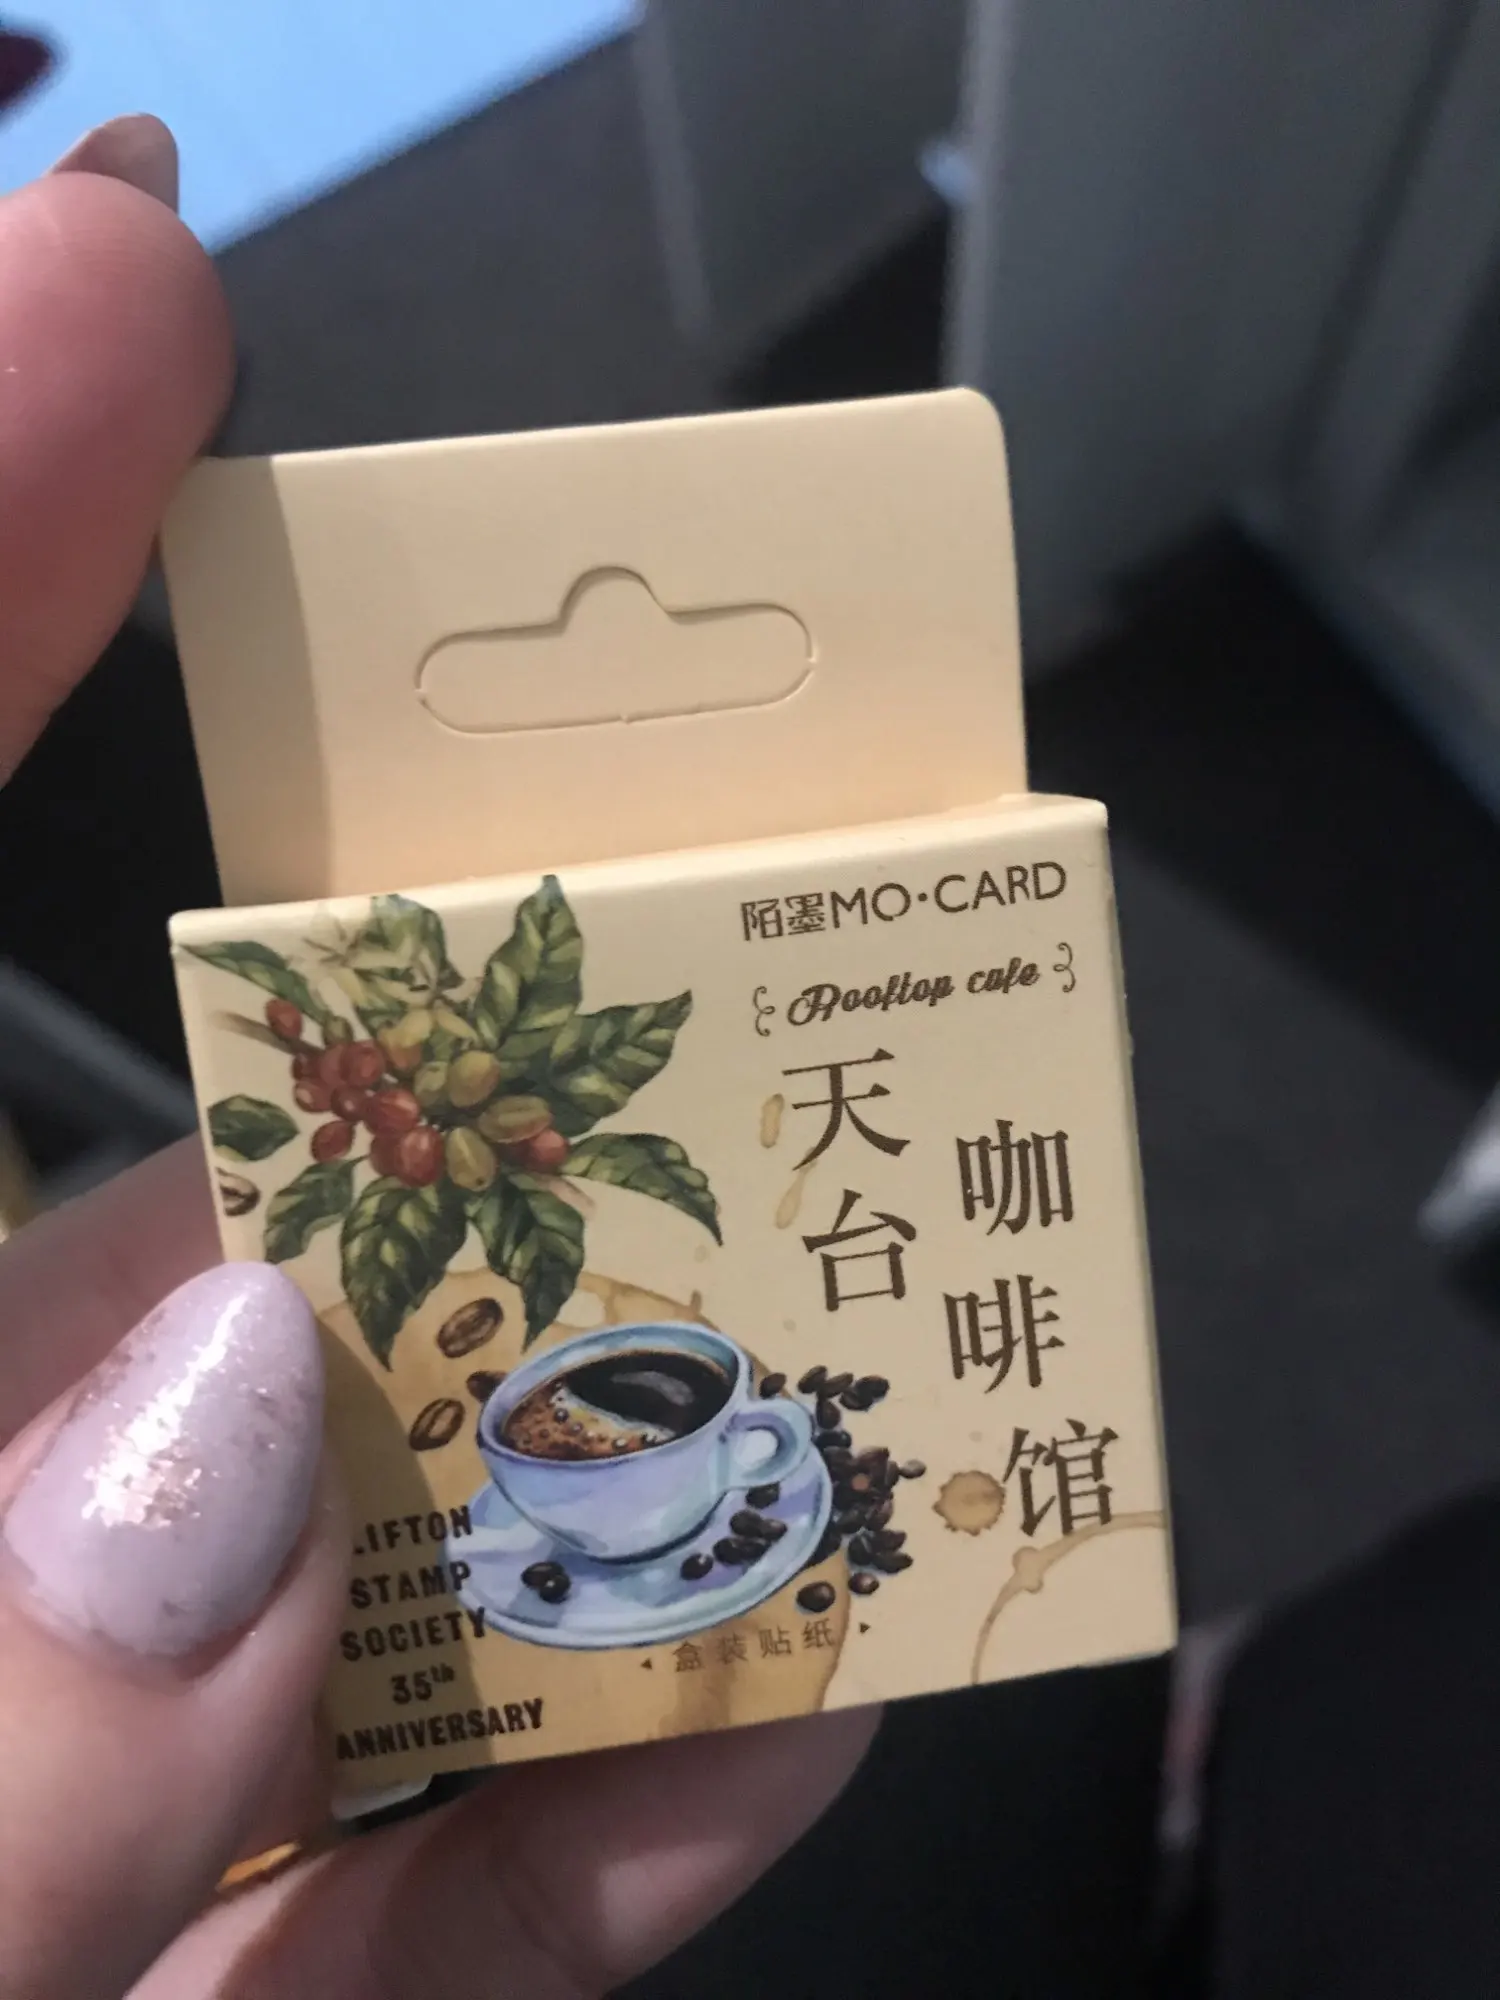 陌墨MO·CARD
Rooftop cafe
天台
咖啡馆
LIFTON
STAMP
SOCIETY
35th
ANNIVERSARY
盒装贴纸